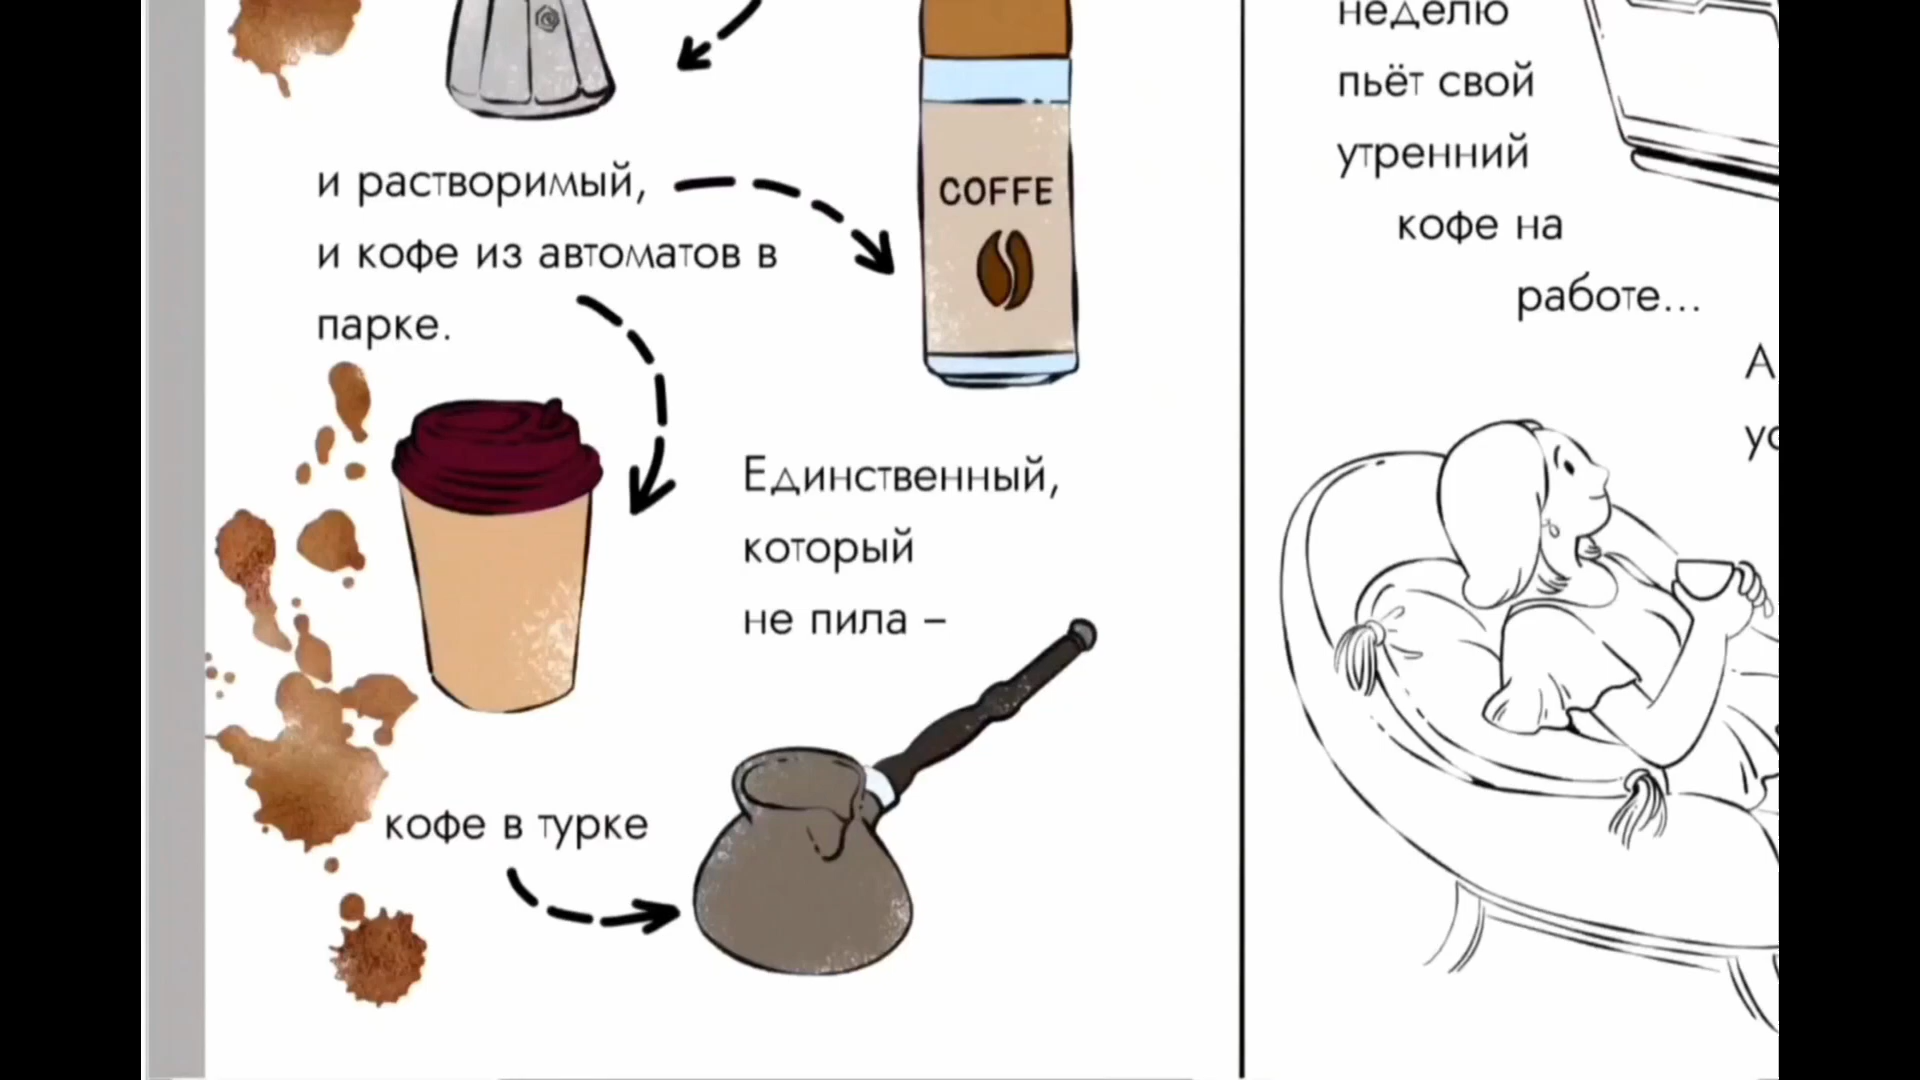 и растворимый,
и кофе из автоматов в
парке.
COFFE
Единственный,
который
не пила –
кофе в турке
неделю
пьёт свой
утренний
кофе на
работе...
А